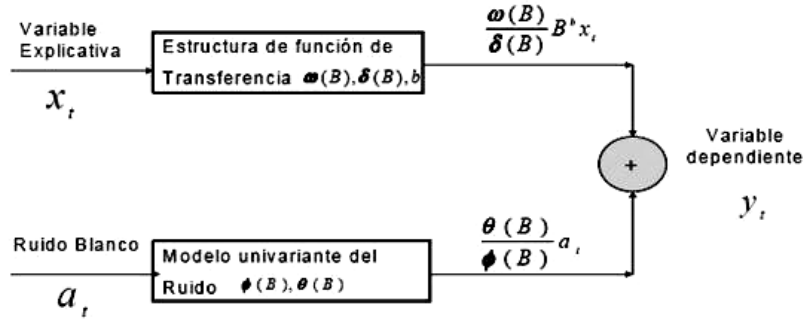 Variable
Explicativa
x_t
Estructura de función de
Transferencia ω(B), δ(B), b
ω(B)
δ(B)
B^b x_t
+
Variable
dependiente
y_t
Ruido Blanco
a_t
Modelo univariante del
Ruido ϕ(B), θ(B)
θ(B)
ϕ(B)
a_t